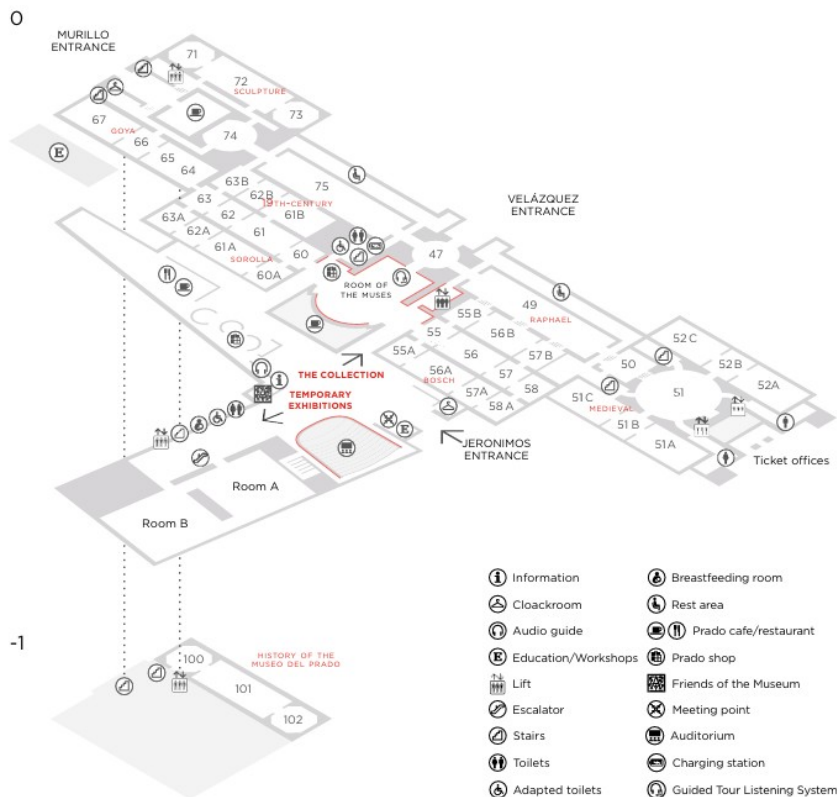 0
MURILLO
ENTRANCE
71
72
SCULPTURE
73
67
GOYA
66
74
65
E
64
63B
75
63
62B
19TH-CENTURY
VELÁZQUEZ
ENTRANCE
63A
62
61B
62A
61
61A
60
47
SOROLLA
60A
ROOM OF
THE MUSES
49
RAPHAEL
55B
52C
55
56B
50
52B
55A
56
57B
THE COLLECTION
56A
BOSCH
57
51
52A
TEMPORARY
EXHIBITIONS
57A
58
51C
MEDIEVAL
58A
51B
E
JERONIMOS
ENTRANCE
51A
Ticket offices
Room A
Room B
Information
Breastfeeding room
Cloackroom
Rest area
Audio guide
Prado cafe/restaurant
-1
E
Education/Workshops
Prado shop
HISTORY OF THE
MUSEO DEL PRADO
100
Lift
Friends of the Museum
101
Escalator
Meeting point
102
Stairs
Auditorium
Toilets
Charging station
Adapted toilets
Guided Tour Listening System